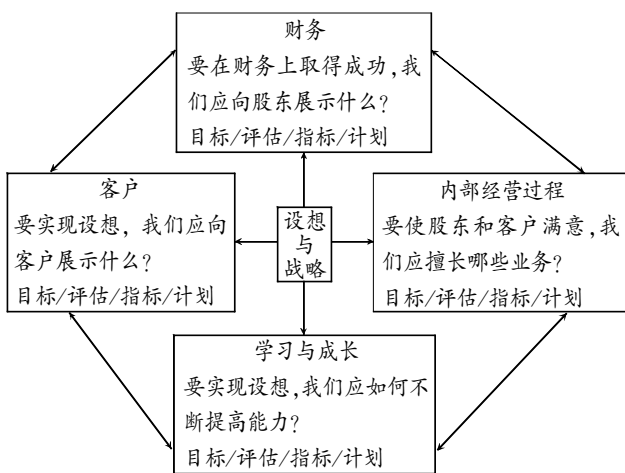 财务
要在财务上取得成功,我
们应向股东展示什么?
目标/评估/指标/计划
客户
要实现设想, 我们应向
客户展示什么?
目标/评估/指标/计划
设想
与
战略
内部经营过程
要使股东和客户满意,我
们应擅长哪些业务?
目标/评估/指标/计划
学习与成长
要实现设想,我们应如何不
断提高能力?
目标/评估/指标/计划